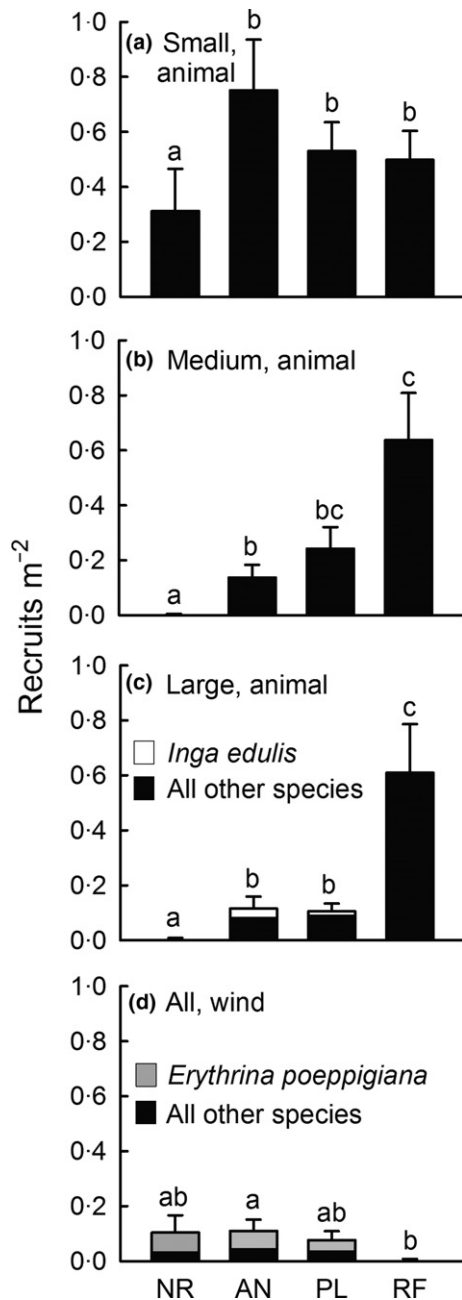 Recruits m⁻²
1·0
(a) Small,
animal
0·8
0·6
0·4
0·2
0·0
a
b
b
b
1·0
(b) Medium, animal
0·8
0·6
0·4
0·2
0·0
a
b
bc
c
1·0
(c) Large, animal
0·8
Inga edulis
0·6
All other species
0·4
0·2
0·0
a
b
b
c
1·0
(d) All, wind
0·8
Erythrina poeppigiana
0·6
All other species
0·4
0·2
0·0
ab
a
ab
b
NR AN PL RF